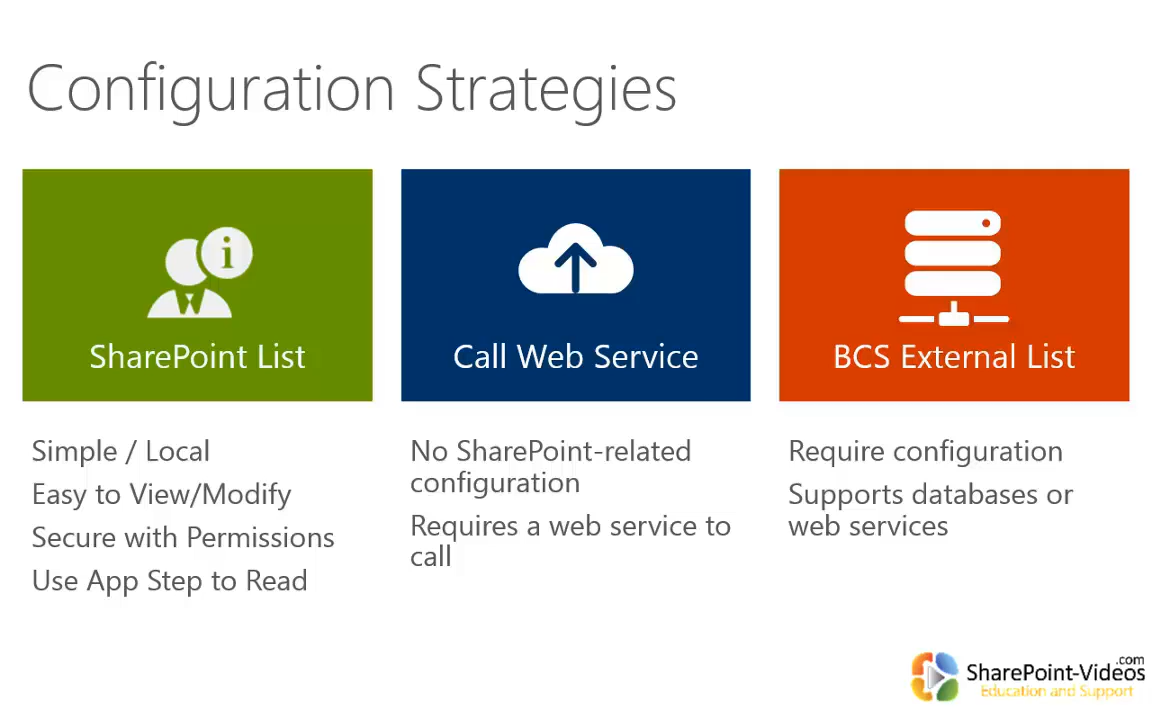 Configuration Strategies
i
SharePoint List
Call Web Service
BCS External List
Simple / Local
Easy to View/Modify
Secure with Permissions
Use App Step to Read
No SharePoint-related
configuration
Requires a web service to
call
Require configuration
Supports databases or
web services
SharePoint-Videos.com
Education and Support